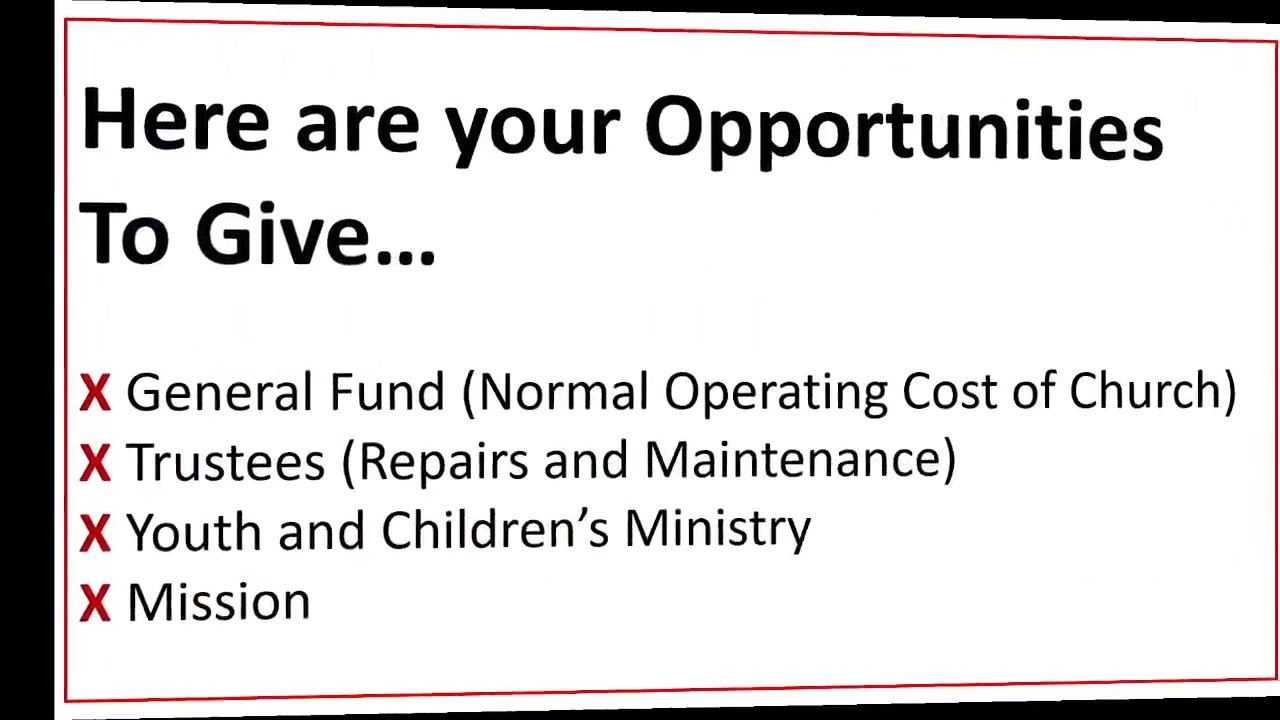 Here are your Opportunities
To Give...
X General Fund (Normal Operating Cost of Church)
X Trustees (Repairs and Maintenance)
X Youth and Children’s Ministry
X Mission